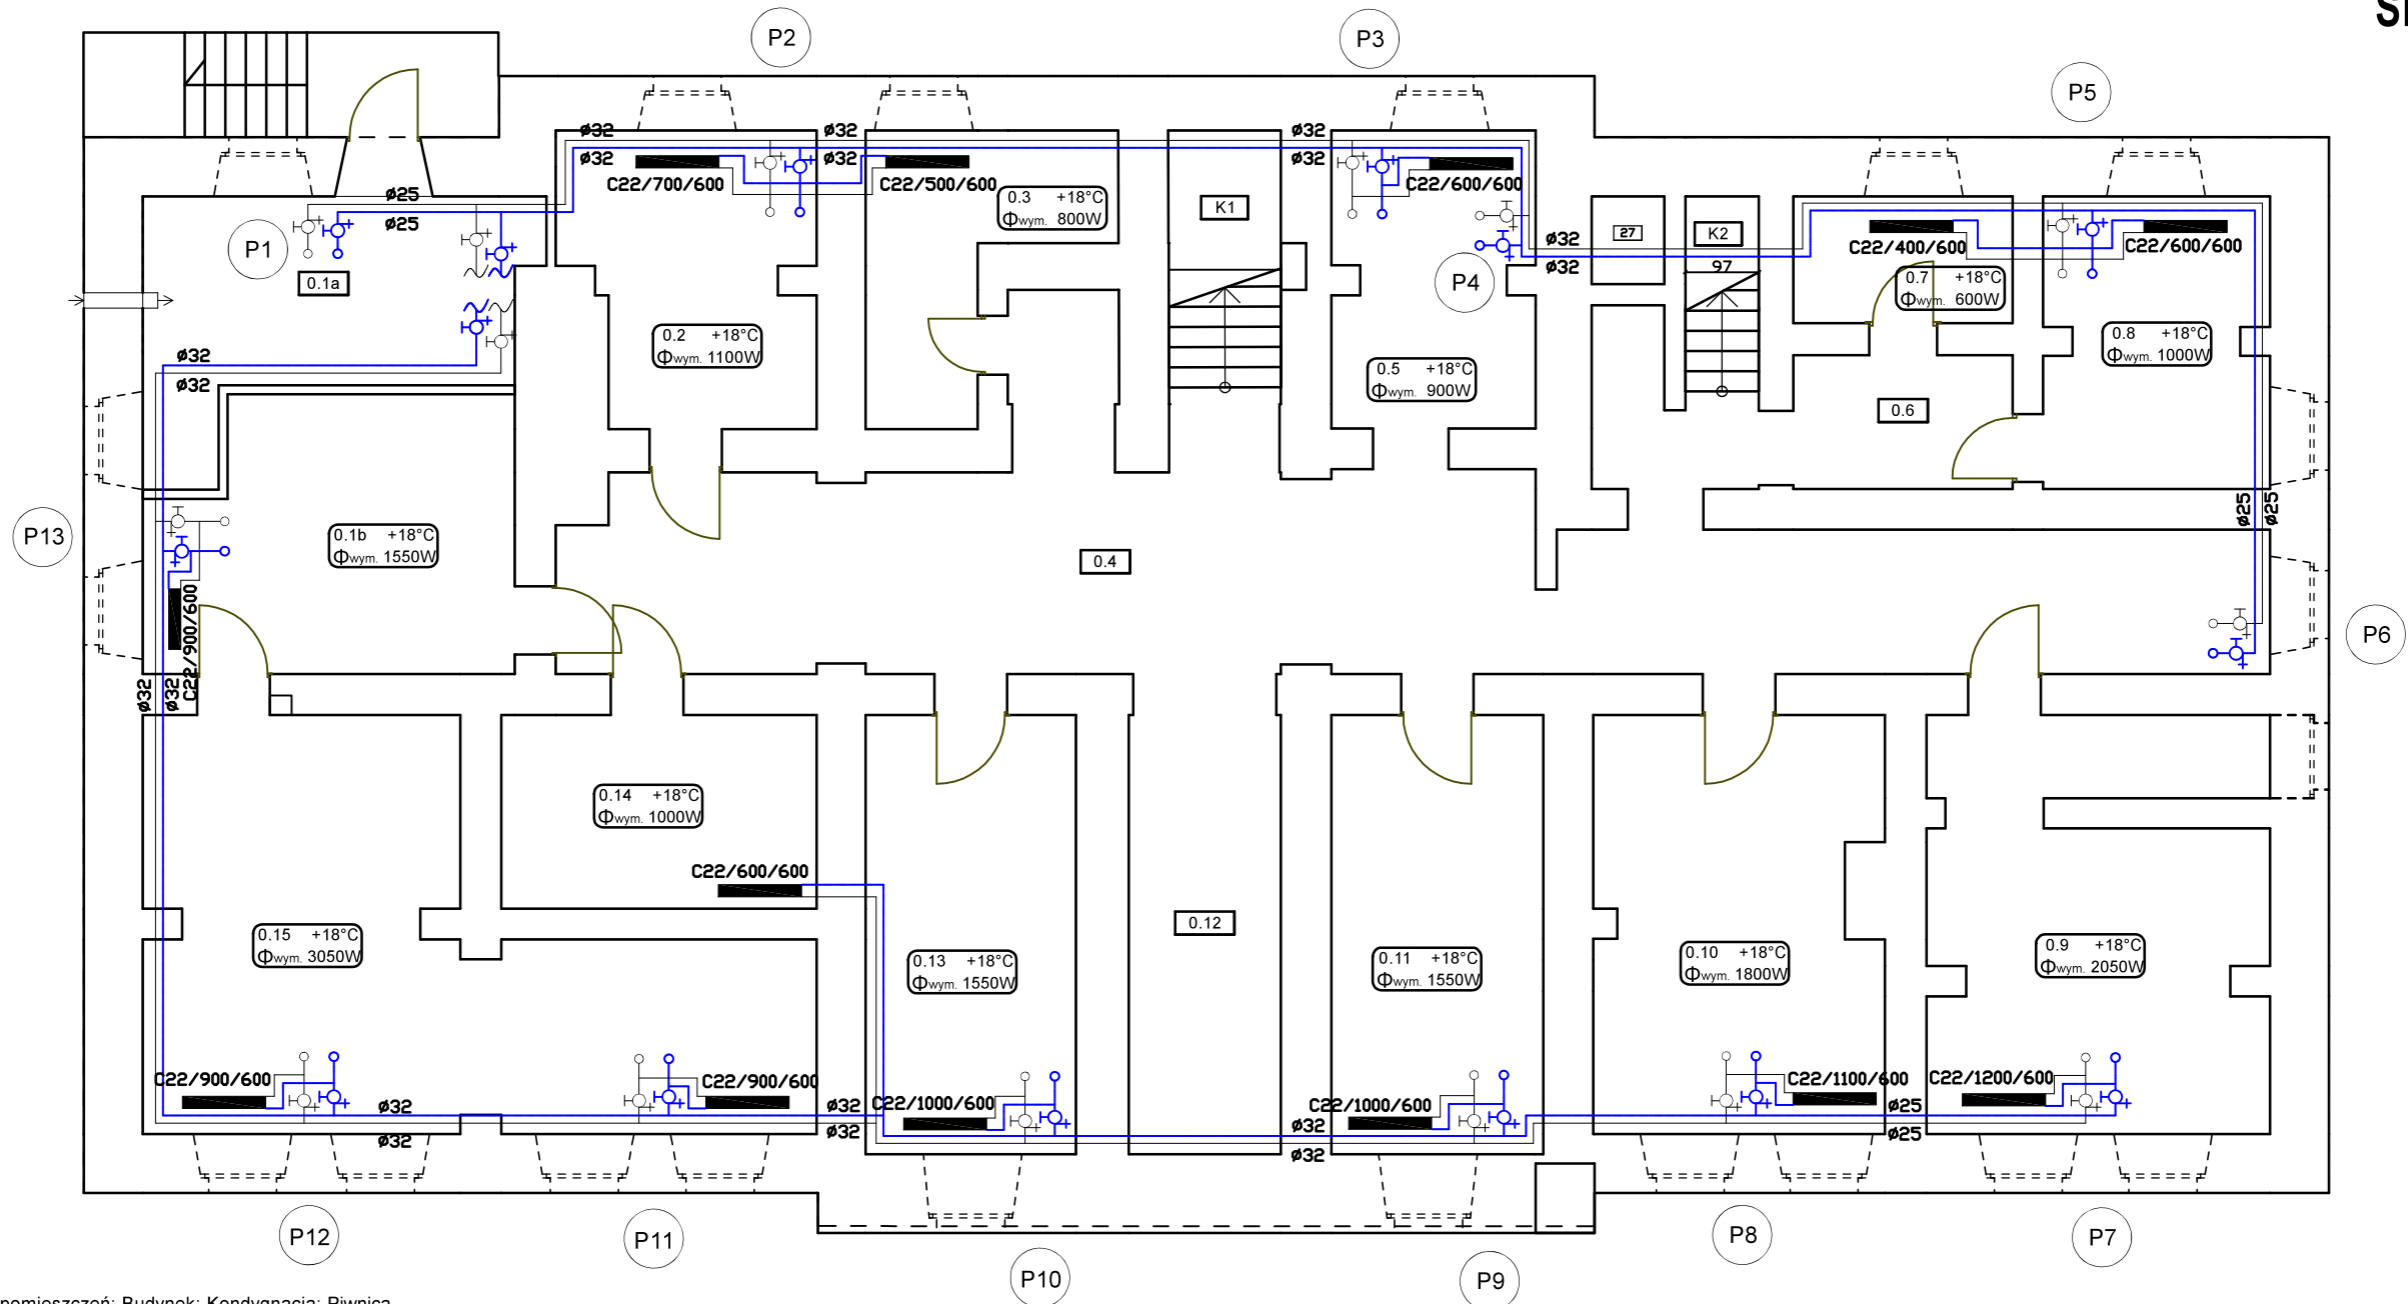 P2
P3
P5
ø32
ø32
ø32
ø32
ø32
ø32
C22/700/600
C22/500/600
C22/600/600
ø25
ø25
0.3 +18°C
Φwym. 800W
K1
27
K2
ø32
ø32
C22/400/600
C22/600/600
P1
0.1a
P4
97
0.7 +18°C
Φwym. 600W
0.2 +18°C
Φwym. 1100W
0.8 +18°C
Φwym. 1000W
ø32
ø32
0.5 +18°C
Φwym. 900W
0.6
P13
0.1b +18°C
Φwym. 1550W
0.4
ø25
ø25
C22/900/600
P6
ø32
ø32
0.14 +18°C
Φwym. 1000W
C22/600/600
0.12
0.15 +18°C
Φwym. 3050W
0.13 +18°C
Φwym. 1550W
0.11 +18°C
Φwym. 1550W
0.10 +18°C
Φwym. 1800W
0.9 +18°C
Φwym. 2050W
C22/900/600
C22/900/600
C22/1000/600
C22/1000/600
C22/1100/600
C22/1200/600
ø32
ø32
ø32
ø32
ø32
ø32
ø25
ø25
P12
P11
P10
P9
P8
P7
pomieszczeń: Budynek: Kondygnacja: Piwnica